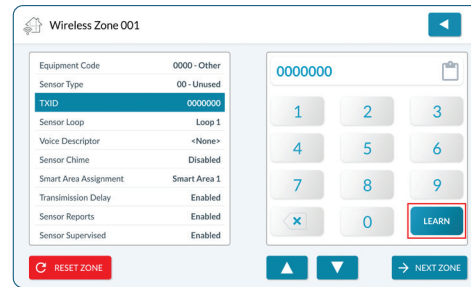 Wireless Zone 001
Equipment Code 0000 - Other
Sensor Type 00 - Unused
TXID 0000000
Sensor Loop Loop 1
Voice Descriptor <None>
Sensor Chime Disabled
Smart Area Assignment Smart Area 1
Transmission Delay Enabled
Sensor Reports Enabled
Sensor Supervised Enabled
RESET ZONE
0000000
1 2 3
4 5 6
7 8 9
0 LEARN
NEXT ZONE